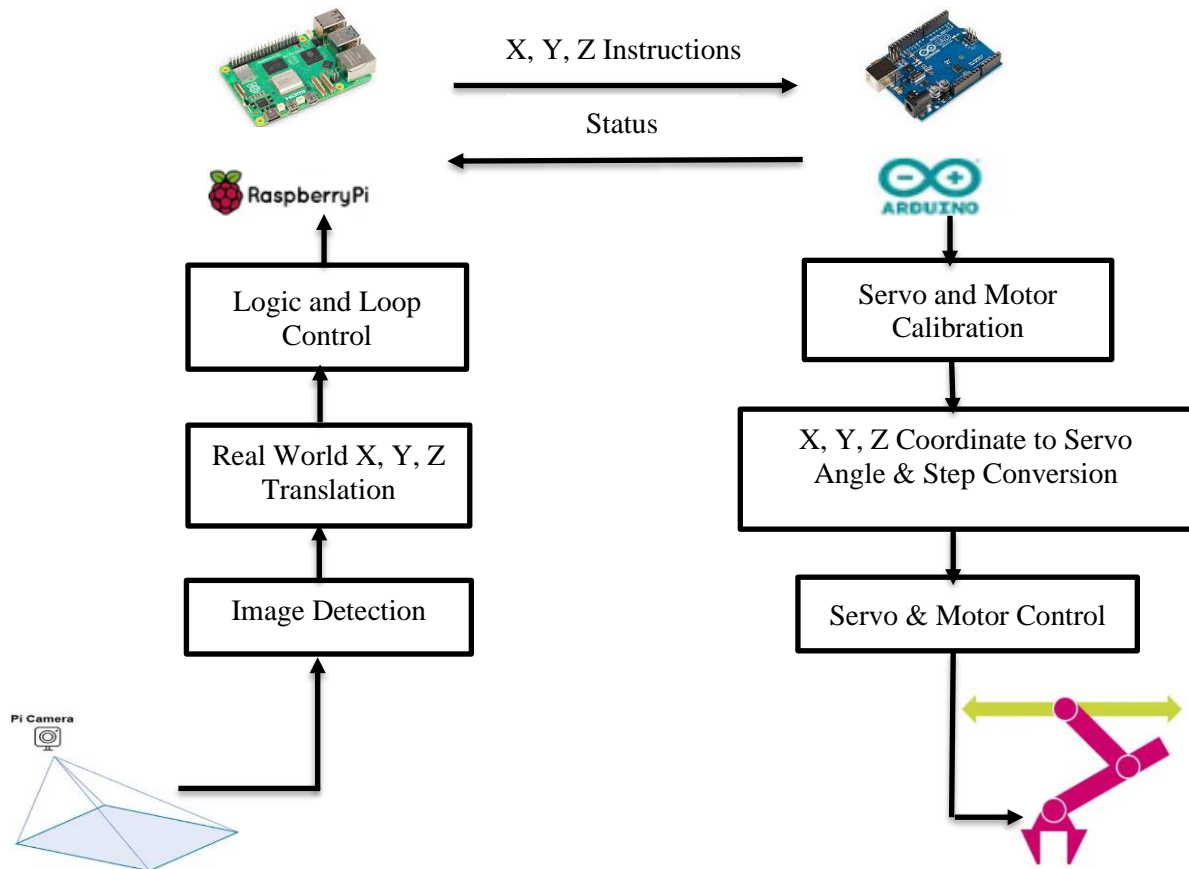 X, Y, Z Instructions
Status
RaspberryPi
ARDUINO
Logic and Loop
Control
Servo and Motor
Calibration
Real World X, Y, Z
Translation
X, Y, Z Coordinate to Servo
Angle & Step Conversion
Image Detection
Servo & Motor Control
Pi Camera